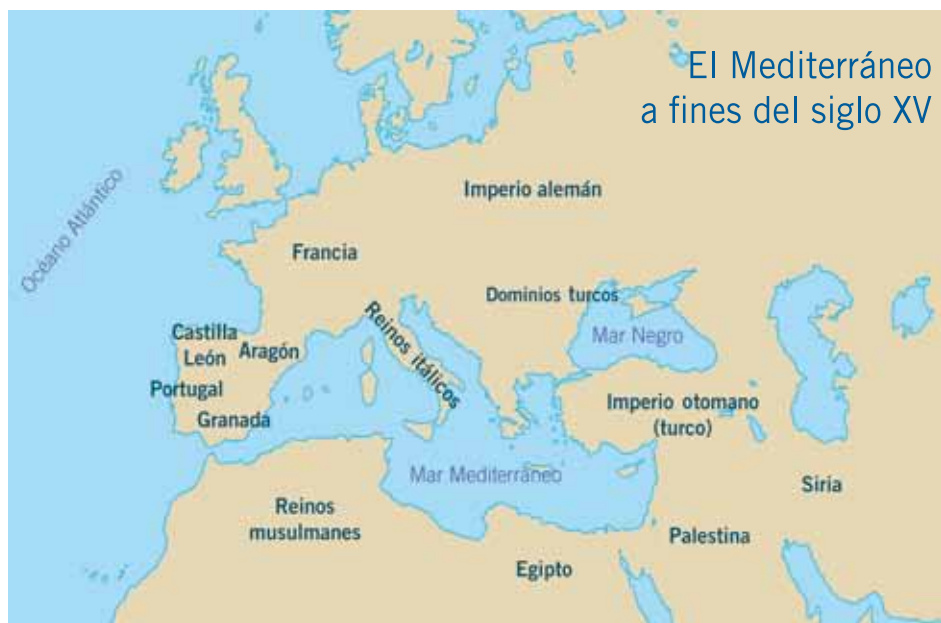 El Mediterráneo
a fines del siglo XV
Océano Atlántico
Imperio alemán
Francia
Dominios turcos
Mar Negro
Reinos itálicos
Castilla
León
Aragón
Portugal
Granada
Imperio otomano
(turco)
Mar Mediterráneo
Siria
Reinos
musulmanes
Palestina
Egipto